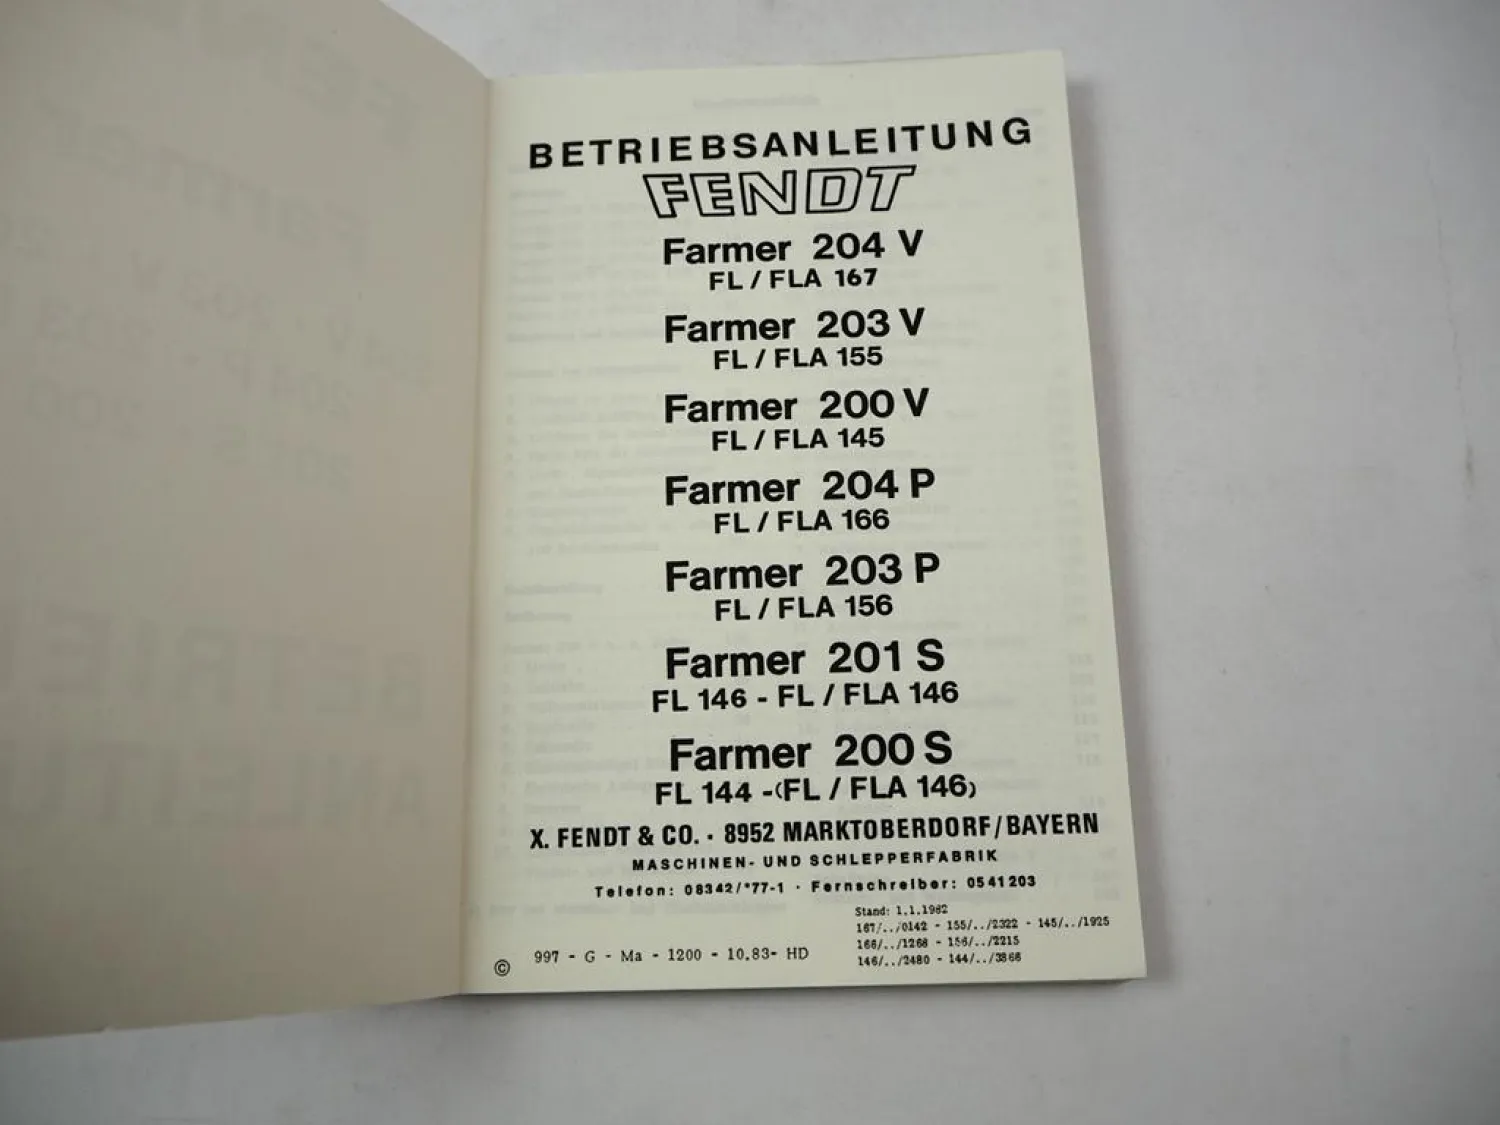 BETRIEBSANLEITUNG
FENDT
Farmer 204 V
FL / FLA 167
Farmer 203 V
FL / FLA 155
Farmer 200 V
FL / FLA 145
Farmer 204 P
FL / FLA 166
Farmer 203 P
FL / FLA 156
Farmer 201 S
FL 146 - FL / FLA 146
Farmer 200 S
FL 144 -(FL / FLA 146)
X. FENDT & CO. · 8952 MARKTOBERDORF/BAYERN
MASCHINEN- UND SCHLEPPERFABRIK
Telefon: 08342/*77-1 · Fernschreiber: 0541203
Stand: 1.1.1982
167/../0142 - 155/../2322 - 145/../1925
166/../1268 - 156/../2215
146/../2480 - 144/../3866
© 997 - G - Ma - 1200 - 10.83- HD